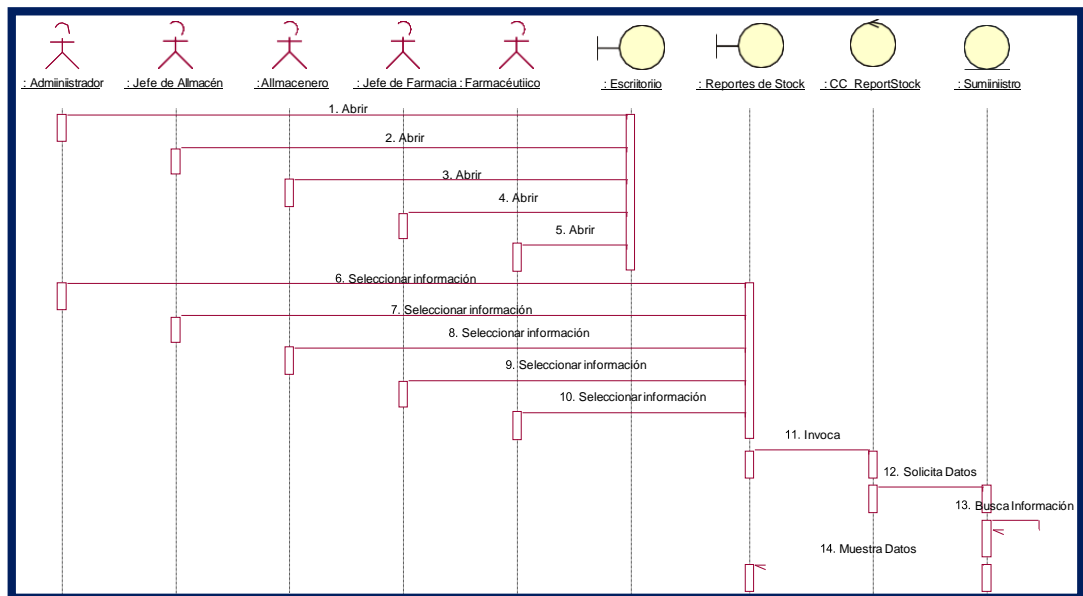 : Admiiniistrador
: Jefe de Allmacén
: Allmacenero
: Jefe de Farmacia
: Farmacéutiico
: Escriitorio
: Reportes de Stock
: CC_ReportStock
: Sumiiniistro
1. Abrir
2. Abrir
3. Abrir
4. Abrir
5. Abrir
6. Seleccionar información
7. Seleccionar información
8. Seleccionar información
9. Seleccionar información
10. Seleccionar información
11. Invoca
12. Solicita Datos
13. Busca Información
14. Muestra Datos